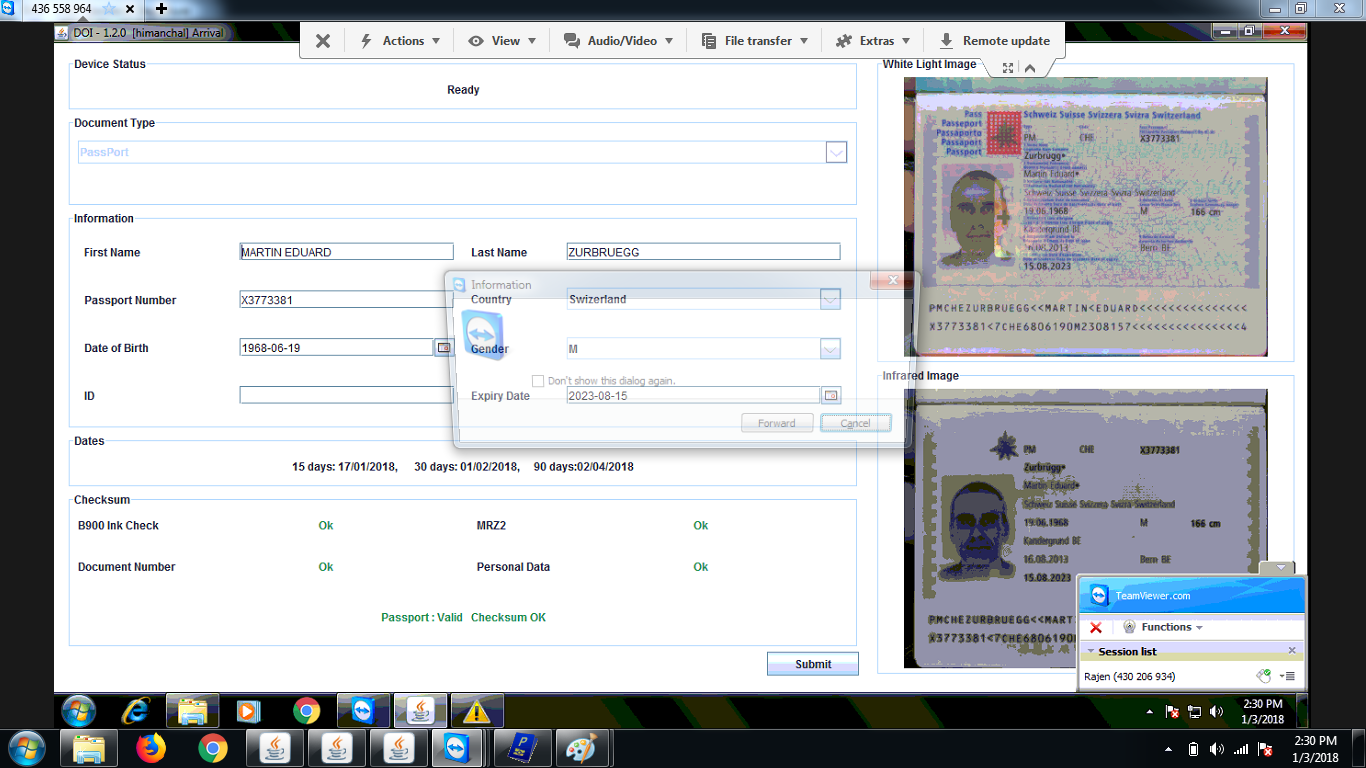 436 558 964
DOI - 1.2.0 [himanchal] Arrival
Actions
View
Audio/Video
File transfer
Extras
Remote update
Device Status
Ready
Document Type
PassPort
Information
First Name
MARTIN EDUARD
Last Name
ZURBRUEGG
Passport Number
X3773381
Country
Swizerland
Date of Birth
1968-06-19
Gender
M
ID
Expiry Date
2023-08-15
Information
Don't show this dialog again.
Forward
Cancel
Dates
15 days: 17/01/2018, 30 days: 01/02/2018, 90 days:02/04/2018
Checksum
B900 Ink Check Ok MRZ2 Ok
Document Number Ok Personal Data Ok
Passport : Valid Checksum OK
Submit
White Light Image
Pass
Passeport
Passaporto
Passaport
Passport
Schweiz Suisse Svizzera Svizra Switzerland
PM CHE X3773381
Zurbrügg
Martin Eduard
Schweiz Suisse Svizzera Svizra Switzerland
19.06.1968 M 166 cm
Kandergrund BE
16.08.2013 Bern BE
15.08.2023
PMCHEZURBRUEGG<<MARTIN<EDUARD<<<<<<<<<<<<<<<
X3773381<7CHE6806190M2308157<<<<<<<<<<<<<<<4
Infrared Image
PM CHE X3773381
Zurbrügg
Martin Eduard
Schweiz Suisse Svizzera Svizra Switzerland
19.06.1968 M 166 cm
Kandergrund BE
16.08.2013 Bern BE
15.08.2023
PMCHEZURBRUEGG<<MART
X3773381<7CHE6806190M
TeamViewer.com
Functions
Session list
Rajen (430 206 934)
2:30 PM
1/3/2018
2:30 PM
1/3/2018